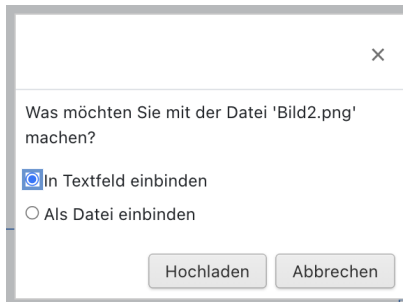 Was möchten Sie mit der Datei 'Bild2.png'
machen?
In Textfeld einbinden
Als Datei einbinden
Hochladen Abbrechen